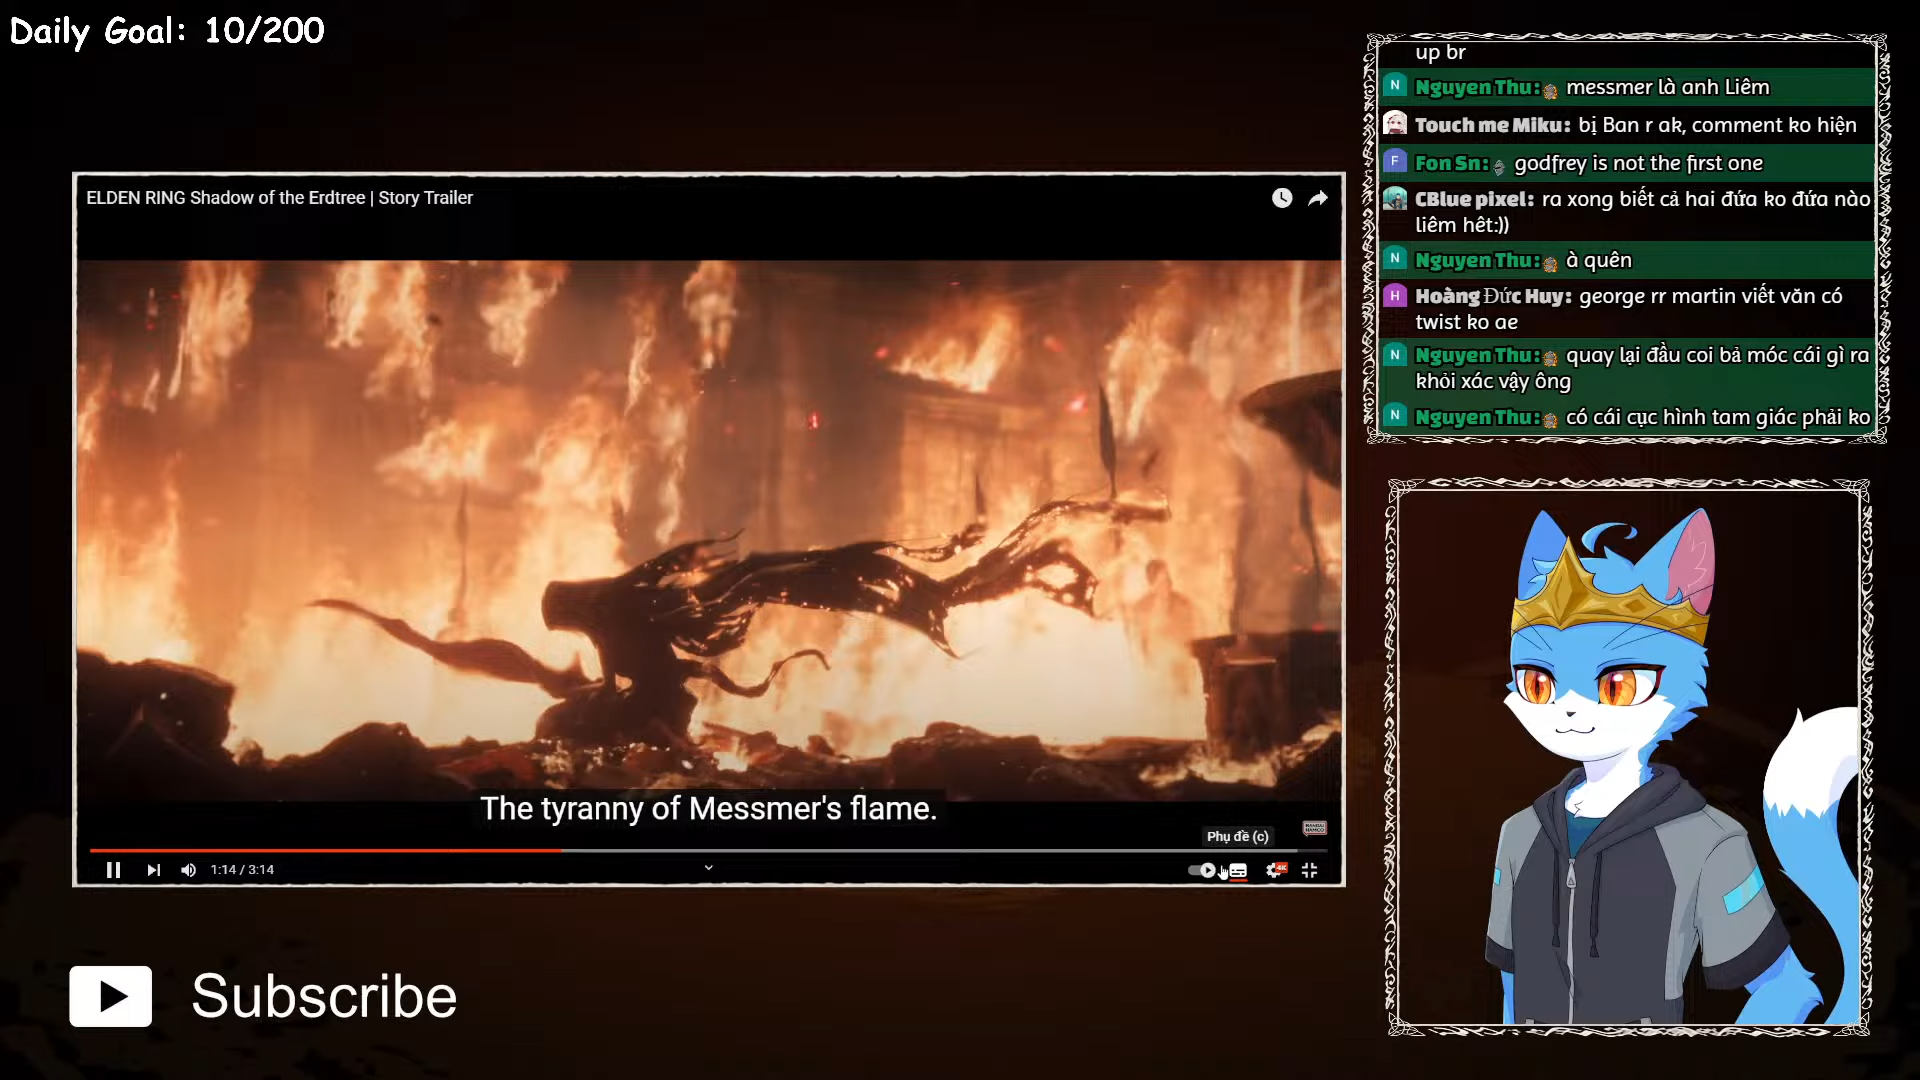 Daily Goal: 10/200
ELDEN RING Shadow of the Erdtree | Story Trailer
The tyranny of Messmer's flame.
Phụ đề (c)
BANDAI
NAMCO
1:14 / 3:14
4K
Subscribe
up br
N Nguyen Thu: messmer là anh Liêm
Touch me Miku: bị Ban r ak, comment ko hiện
F Fon Sn: godfrey is not the first one
CBlue pixel: ra xong biết cả hai đứa ko đứa nào
liêm hêt:))
N Nguyen Thu: à quên
H Hoàng Đức Huy: george rr martin viết văn có
twist ko ae
N Nguyen Thu: quay lại đầu coi bả móc cái gì ra
khỏi xác vậy ông
N Nguyen Thu: có cái cục hình tam giác phải ko